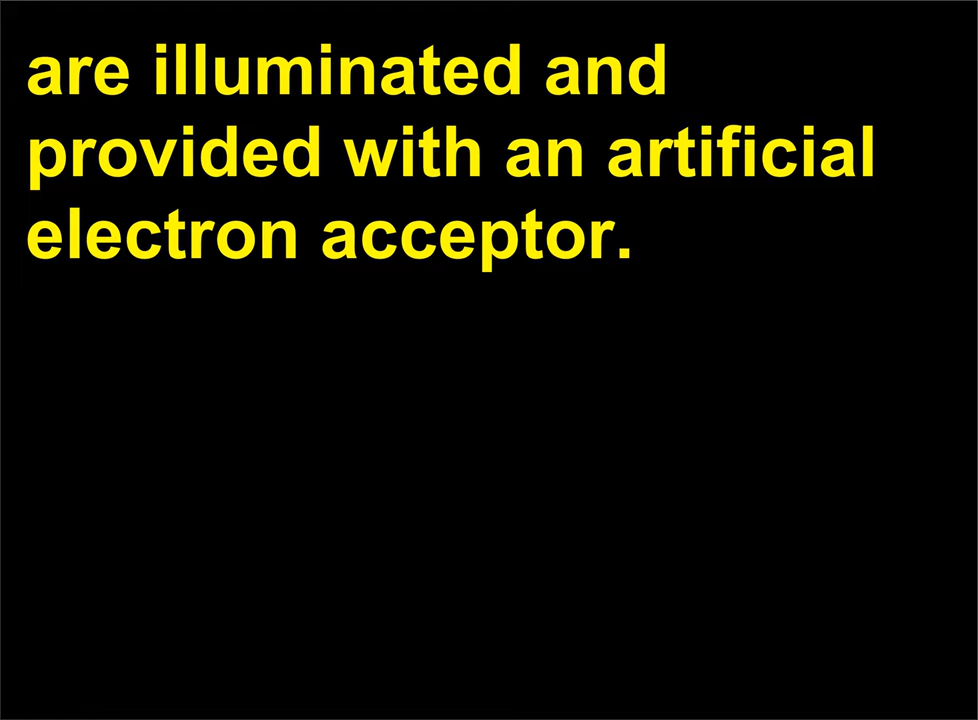 are illuminated and
provided with an artificial
electron acceptor.